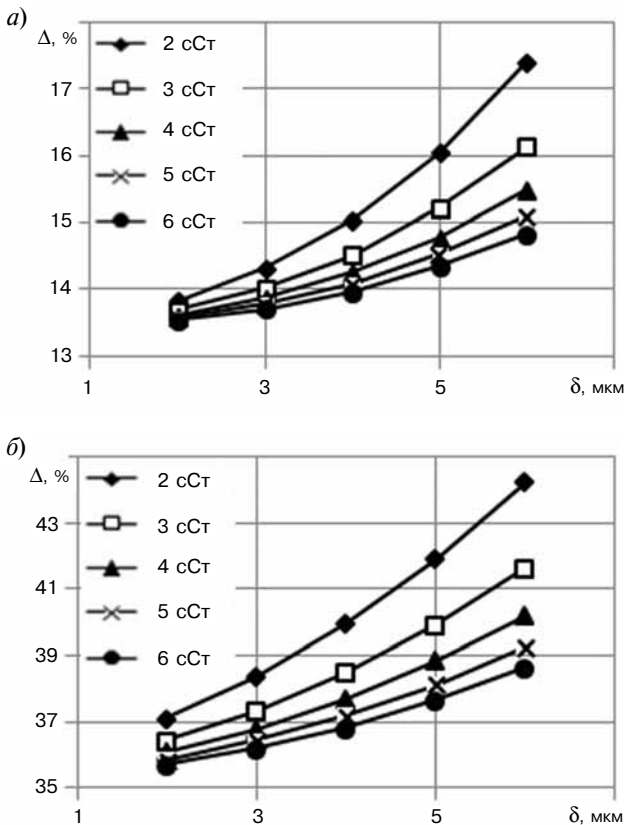 а)
Δ, %
2 сСт
3 сСт
4 сСт
5 сСт
6 сСт
17
16
15
14
13
1 3 5 δ, мкм
б)
Δ, %
2 сСт
3 сСт
4 сСт
5 сСт
6 сСт
43
41
39
37
35
1 3 5 δ, мкм